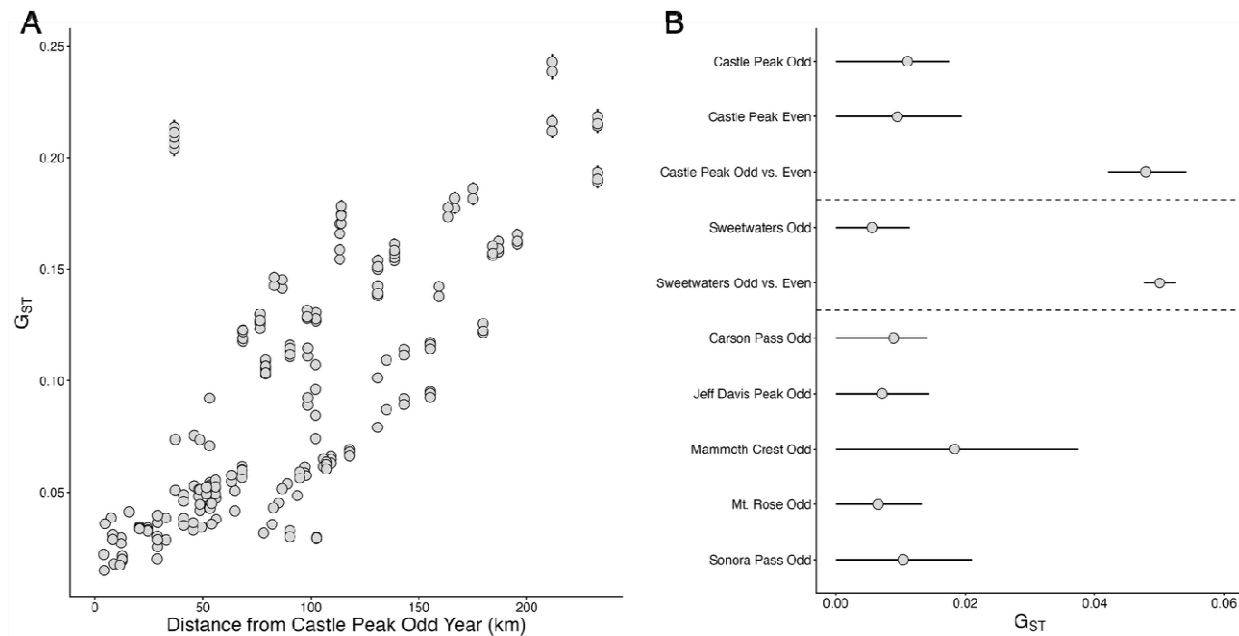 A
0.25
0.20
0.15
0.10
0.05
G_ST
0 50 100 150 200
Distance from Castle Peak Odd Year (km)
B
Castle Peak Odd
Castle Peak Even
Castle Peak Odd vs. Even
Sweetwaters Odd
Sweetwaters Odd vs. Even
Carson Pass Odd
Jeff Davis Peak Odd
Mammoth Crest Odd
Mt. Rose Odd
Sonora Pass Odd
0.00 0.02 0.04 0.06
G_ST